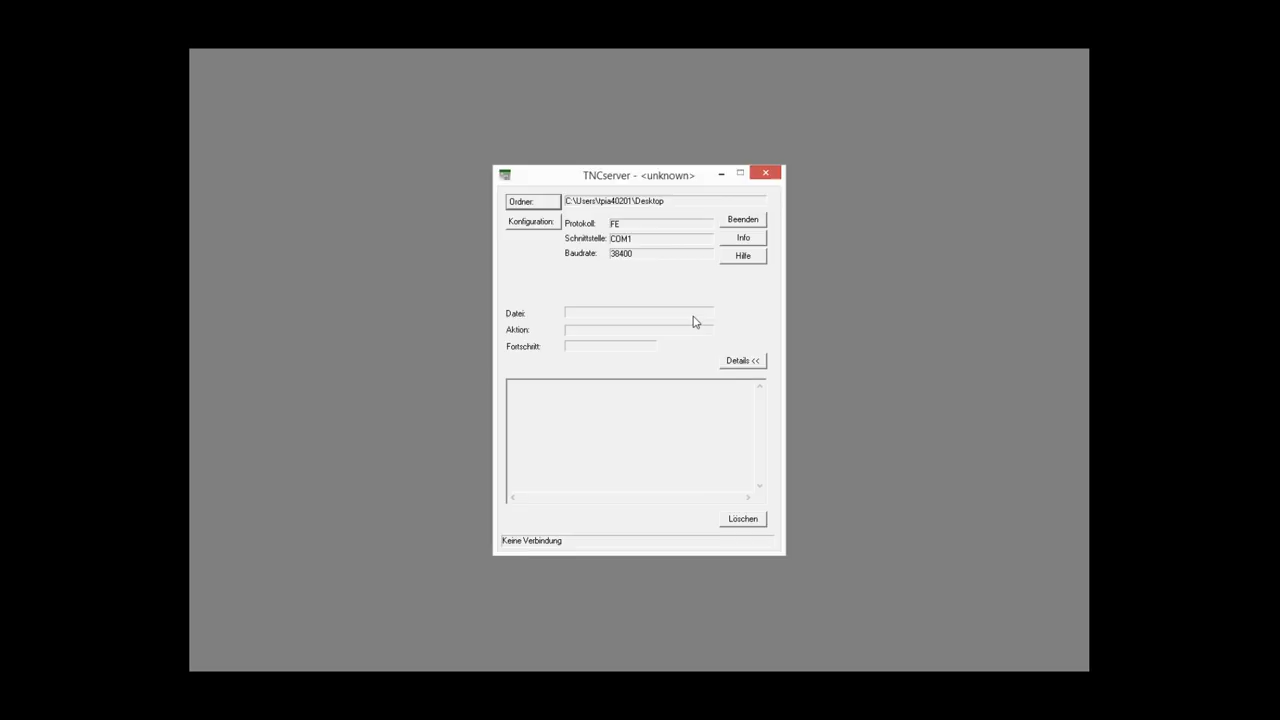 TNCserver - <unknown>
Ordner: C:\Users\tpia40201\Desktop
Konfiguration: Protokoll: FE Beenden
Schnittstelle: COM1 Info
Baudrate: 38400 Hilfe
Datei:
Aktion:
Fortschritt:
Details <<
Löschen
Keine Verbindung